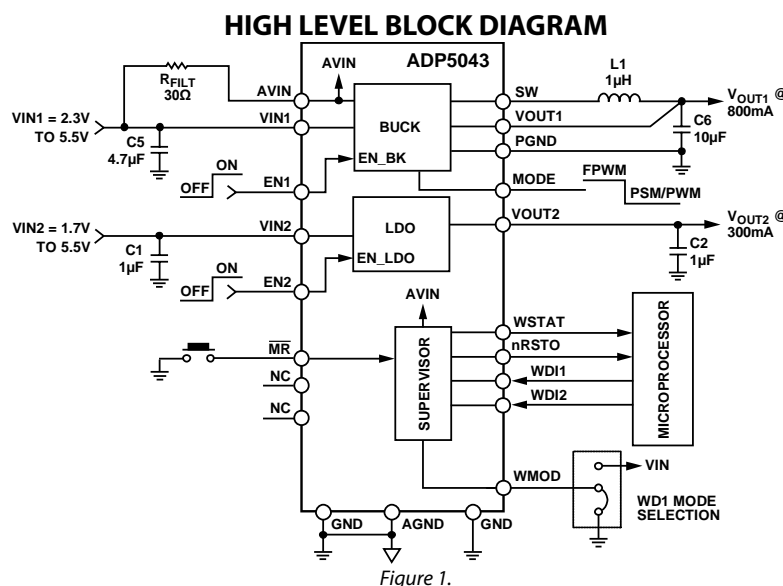 HIGH LEVEL BLOCK DIAGRAM
ADP5043
RFILT
30Ω
AVIN
AVIN
VIN1 = 2.3V
TO 5.5V
VIN1
C5
4.7µF
OFF
ON
EN1
BUCK
EN_BK
SW
L1
1µH
VOUT1 @
800mA
VOUT1
C6
10µF
PGND
MODE
FPWM
PSM/PWM
VIN2 = 1.7V
TO 5.5V
VIN2
C1
1µF
OFF
ON
EN2
LDO
EN_LDO
VOUT2
VOUT2 @
300mA
C2
1µF
AVIN
MR
NC
NC
SUPERVISOR
WSTAT
nRSTO
WDI1
WDI2
MICROPROCESSOR
WMOD
VIN
WD1 MODE
SELECTION
GND
AGND
GND
Figure 1.